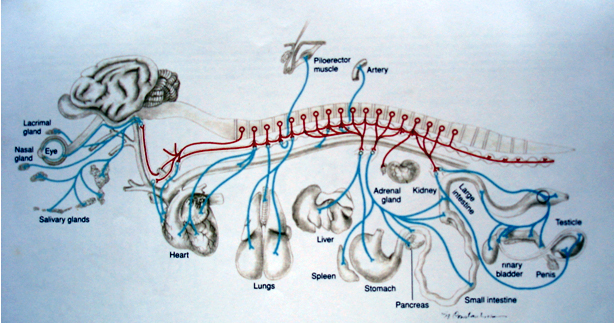 Piloerector
muscle
Artery
Lacrimal
gland
Nasal
gland
Eye
Salivary glands
Heart
Lungs
Liver
Spleen
Stomach
Pancreas
Adrenal
gland
Kidney
Large
intestine
Small intestine
rinary
bladder
Penis
Testicle